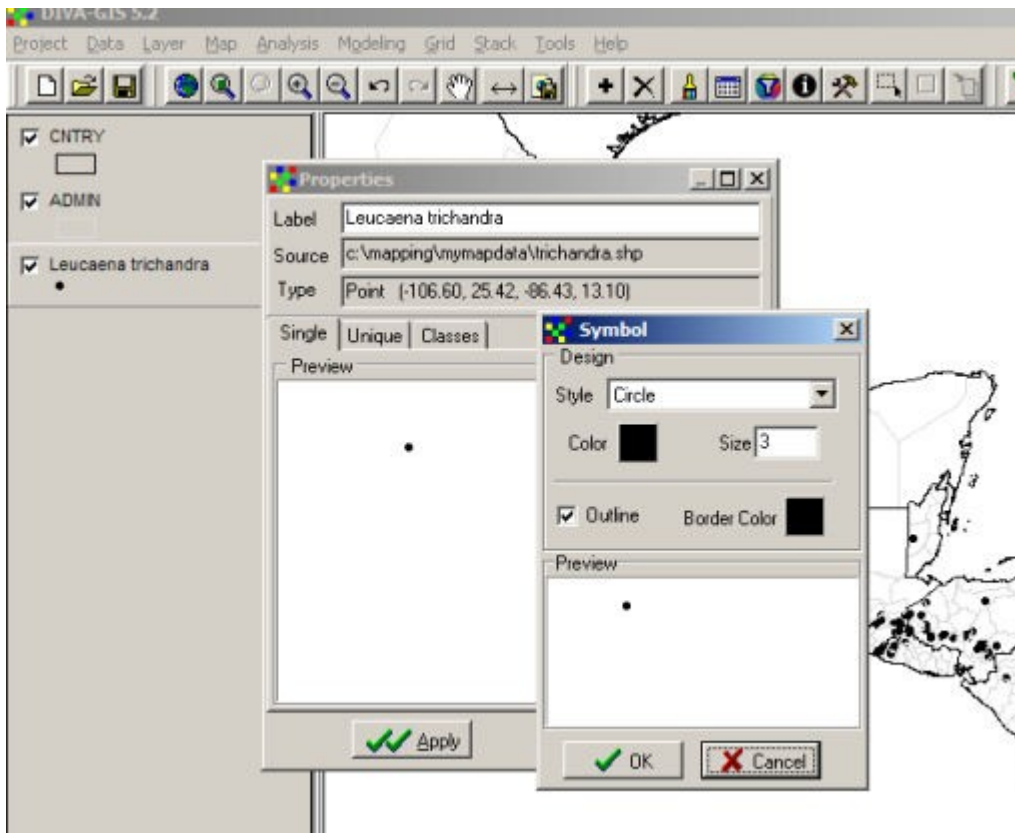 DIVA-GIS 5.2
Project Data Layer Map Analysis Modeling Grid Stack Tools Help
CNTRY
ADMIN
Leucaena trichandra
Properties
Label Leucaena trichandra
Source c:\mapping\mymapdata\trichandra.shp
Type Point (-106.60, 25.42, -86.43, 13.10)
Single Unique Classes
Preview
Apply
Symbol
Design
Style Circle
Color Size 3
Outline Border Color
Preview
OK Cancel